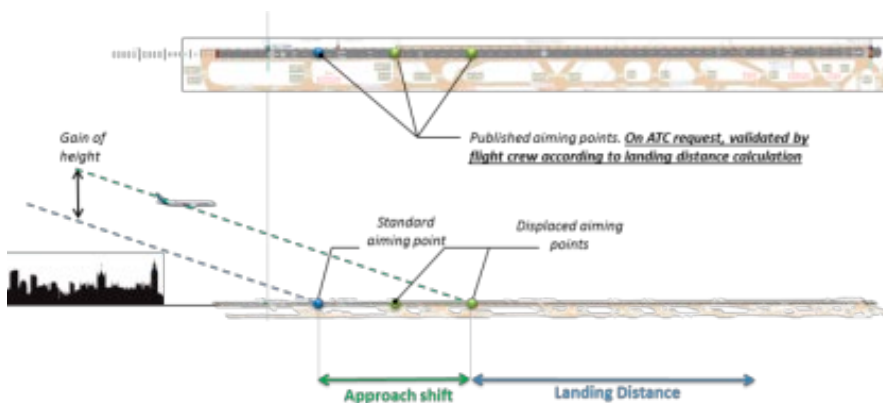 Published aiming points. On ATC request, validated by
flight crew according to landing distance calculation
Gain of
height
Standard
aiming point
Displaced aiming
points
Approach shift
Landing Distance